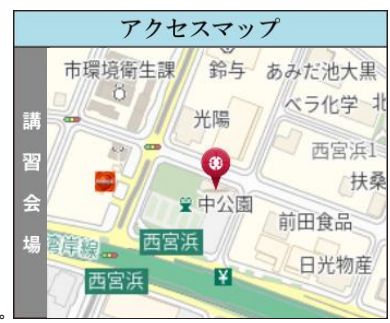 アクセスマップ
講習会場
市環境衛生課
鈴与
あみだ池大黒
ベラ化学
北
光陽
西宮浜1
扶桑
中公園
前田食品
湾岸線
西宮浜
日光物産
西宮浜
¥
。